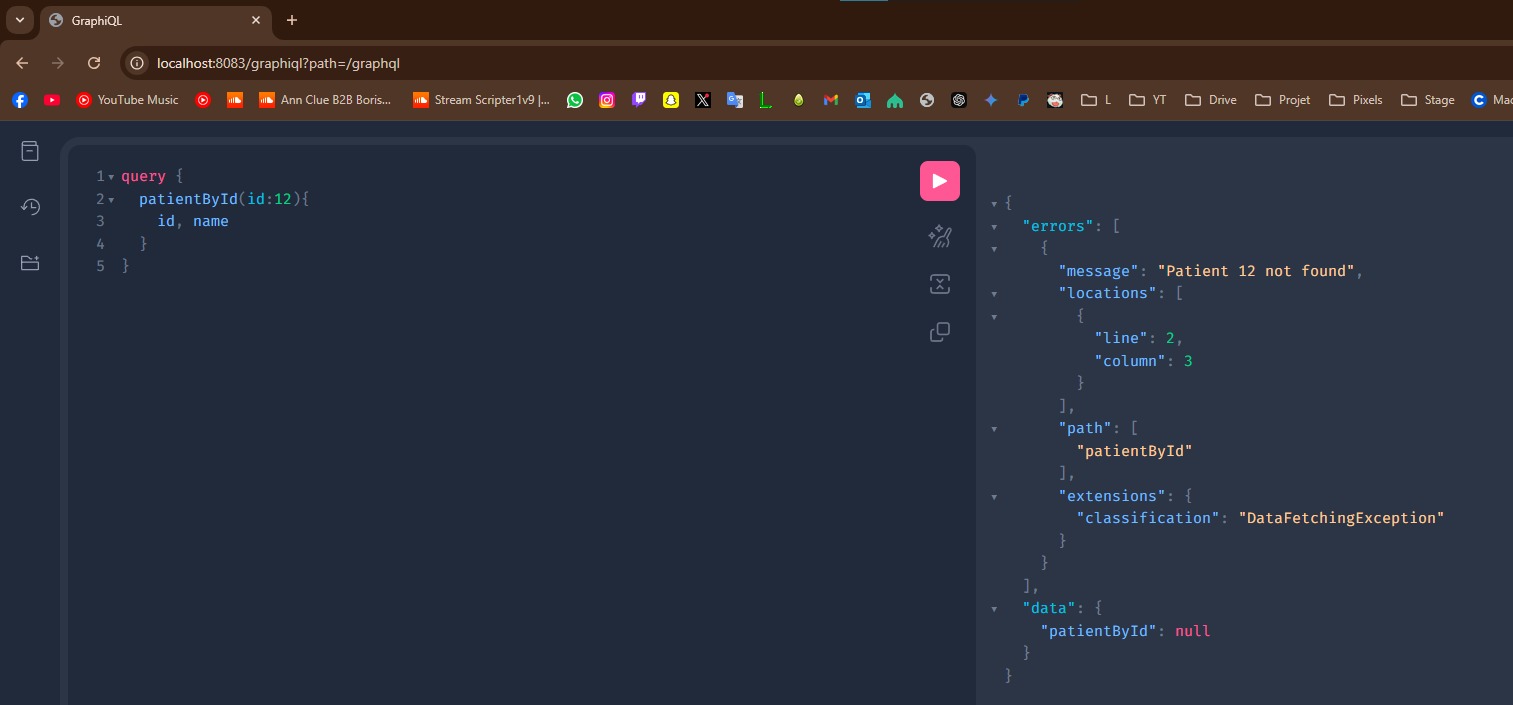 GraphiQL
localhost:8083/graphiql?path=/graphql
YouTube Music
Ann Clue B2B Boris...
Stream Scripter1v9 |...
L
YT
Drive
Projet
Pixels
Stage
Mac
1 query {
2 patientById(id:12){
3 id, name
4 }
5 }
{
"errors": [
{
"message": "Patient 12 not found",
"locations": [
{
"line": 2,
"column": 3
}
],
"path": [
"patientById"
],
"extensions": {
"classification": "DataFetchingException"
}
}
],
"data": {
"patientById": null
}
}